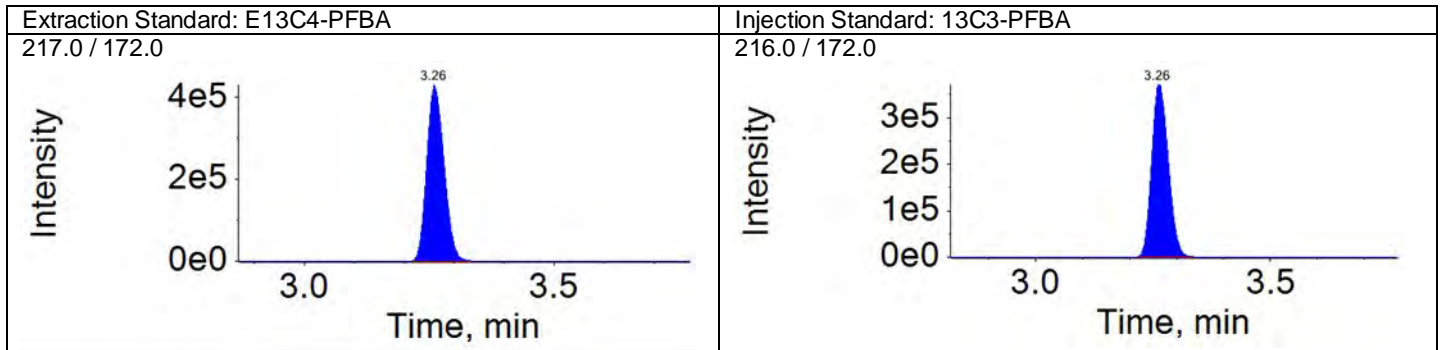 Extraction Standard: E13C4-PFBA
217.0 / 172.0
3.26
4e5
2e5
0e0
Intensity
3.0
3.5
Time, min
Injection Standard: 13C3-PFBA
216.0 / 172.0
3.26
3e5
2e5
1e5
0e0
Intensity
3.0
3.5
Time, min